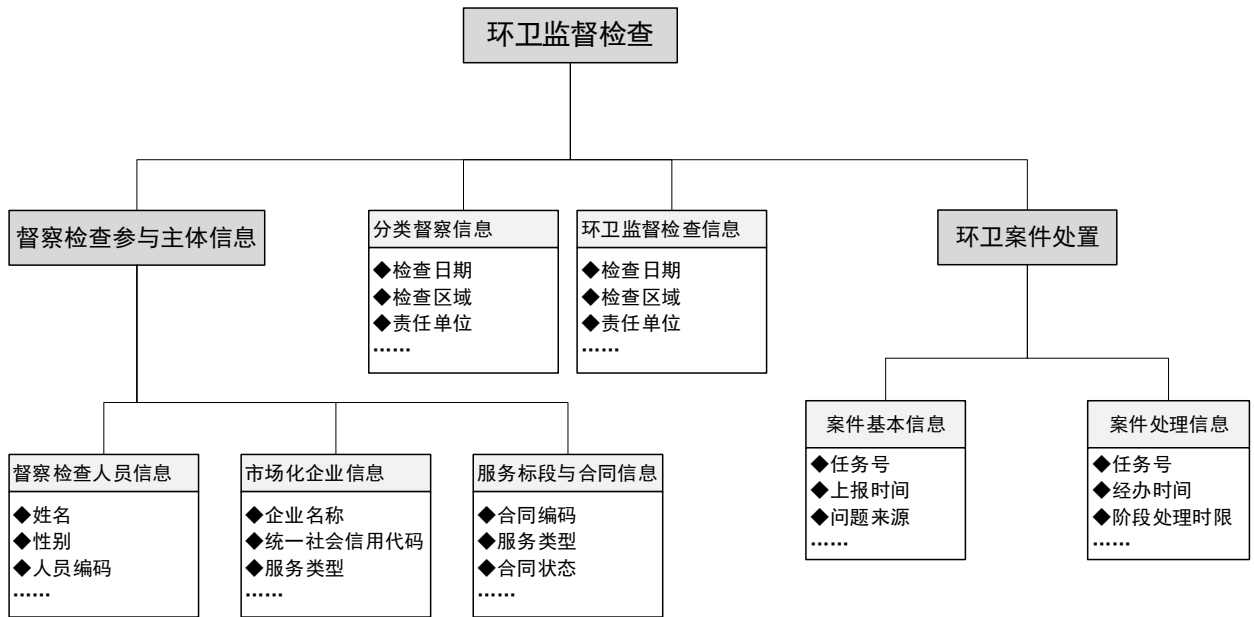 环卫监督检查
督察检查参与主体信息
分类督察信息
◆检查日期
◆检查区域
◆责任单位
……
环卫监督检查信息
◆检查日期
◆检查区域
◆责任单位
……
环卫案件处置
督察检查人员信息
◆姓名
◆性别
◆人员编码
……
市场化企业信息
◆企业名称
◆统一社会信用代码
◆服务类型
……
服务标段与合同信息
◆合同编码
◆服务类型
◆合同状态
……
案件基本信息
◆任务号
◆上报时间
◆问题来源
……
案件处理信息
◆任务号
◆经办时间
◆阶段处理时限
……